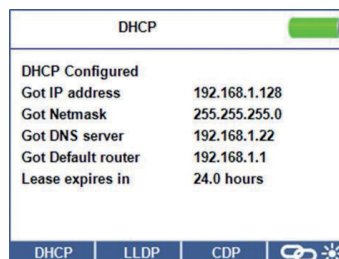 DHCP
DHCP Configured
Got IP address 192.168.1.128
Got Netmask 255.255.255.0
Got DNS server 192.168.1.22
Got Default router 192.168.1.1
Lease expires in 24.0 hours
DHCP LLDP CDP